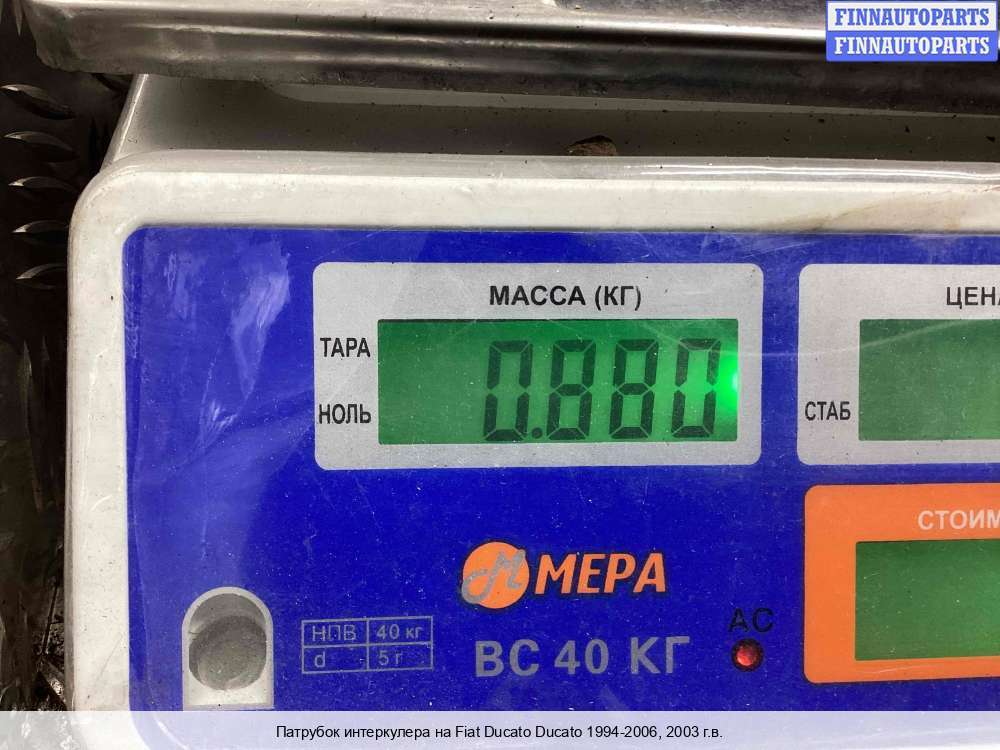 FINNAUTOPARTS
FINNAUTOPARTS
МАССА (КГ)
ЦЕНА
ТАРА
0.880
НОЛЬ
СТАБ
СТОИМ
МЕРА
АС
НПВ 40 кг
d 5 г
ВС 40 КГ
Патрубок интеркулера на Fiat Ducato Ducato 1994-2006, 2003 г.в.